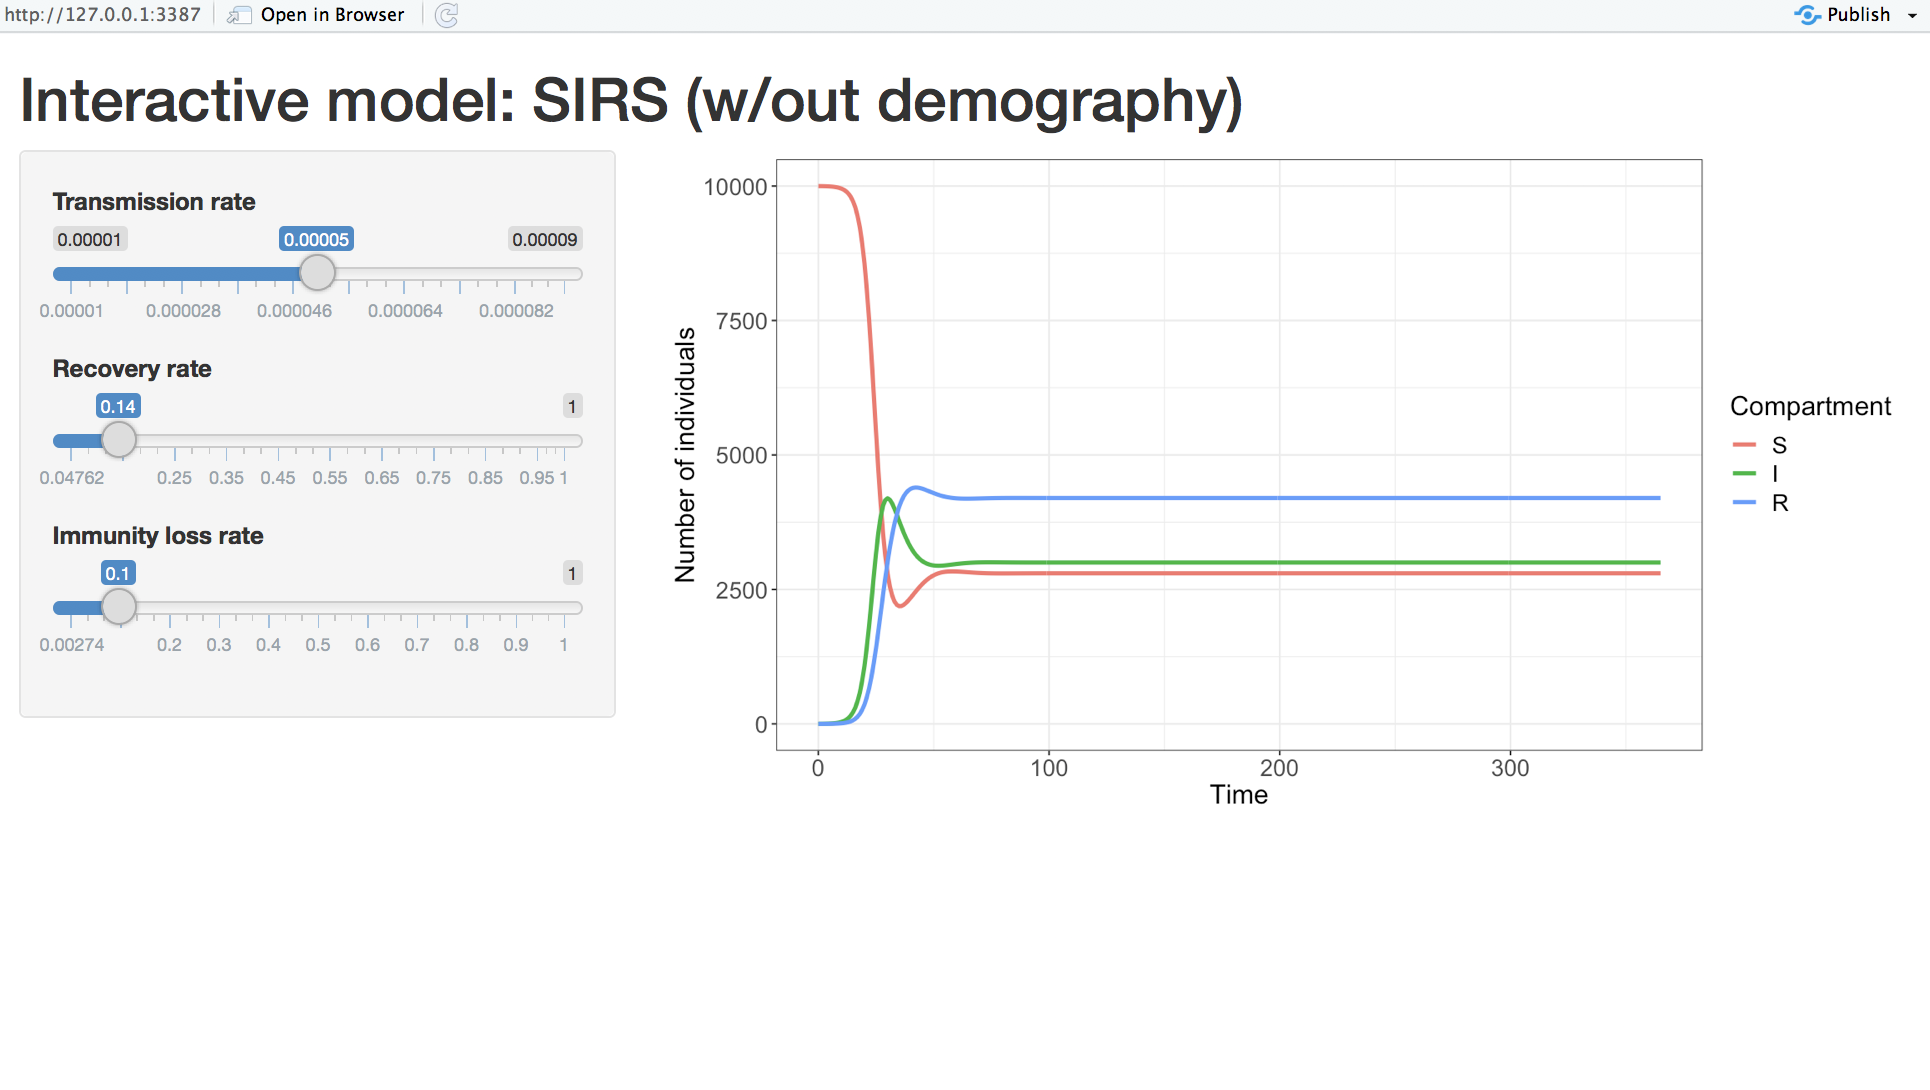 http://127.0.0.1:3387 Open in Browser Publish
Interactive model: SIRS (w/out demography)
Transmission rate
0.00001 0.00005 0.00009
0.00001 0.000028 0.000046 0.000064 0.000082
Recovery rate
0.14 1
0.04762 0.25 0.35 0.45 0.55 0.65 0.75 0.85 0.95 1
Immunity loss rate
0.1 1
0.00274 0.2 0.3 0.4 0.5 0.6 0.7 0.8 0.9 1
Number of individuals
10000
7500
5000
2500
0
0 100 200 300
Time
Compartment
S
I
R